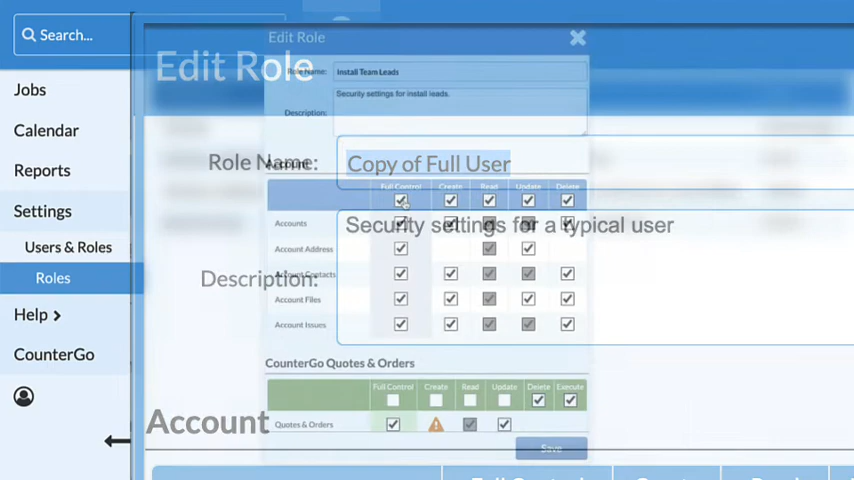 Search...
Jobs
Calendar
Reports
Settings
Users & Roles
Roles
Help
CounterGo
Edit Role
Role Name:
Copy of Full User
Description:
Security settings for a typical user
Account
Edit Role
Role Name:
Install Team Leads
Description:
Security settings for install leads.
Account
Full Control Create Read Update Delete
Accounts
Account Address
Account Contacts
Account Files
Account Issues
CounterGo Quotes & Orders
Full Control Create Read Update Delete Execute
Quotes & Orders
Save